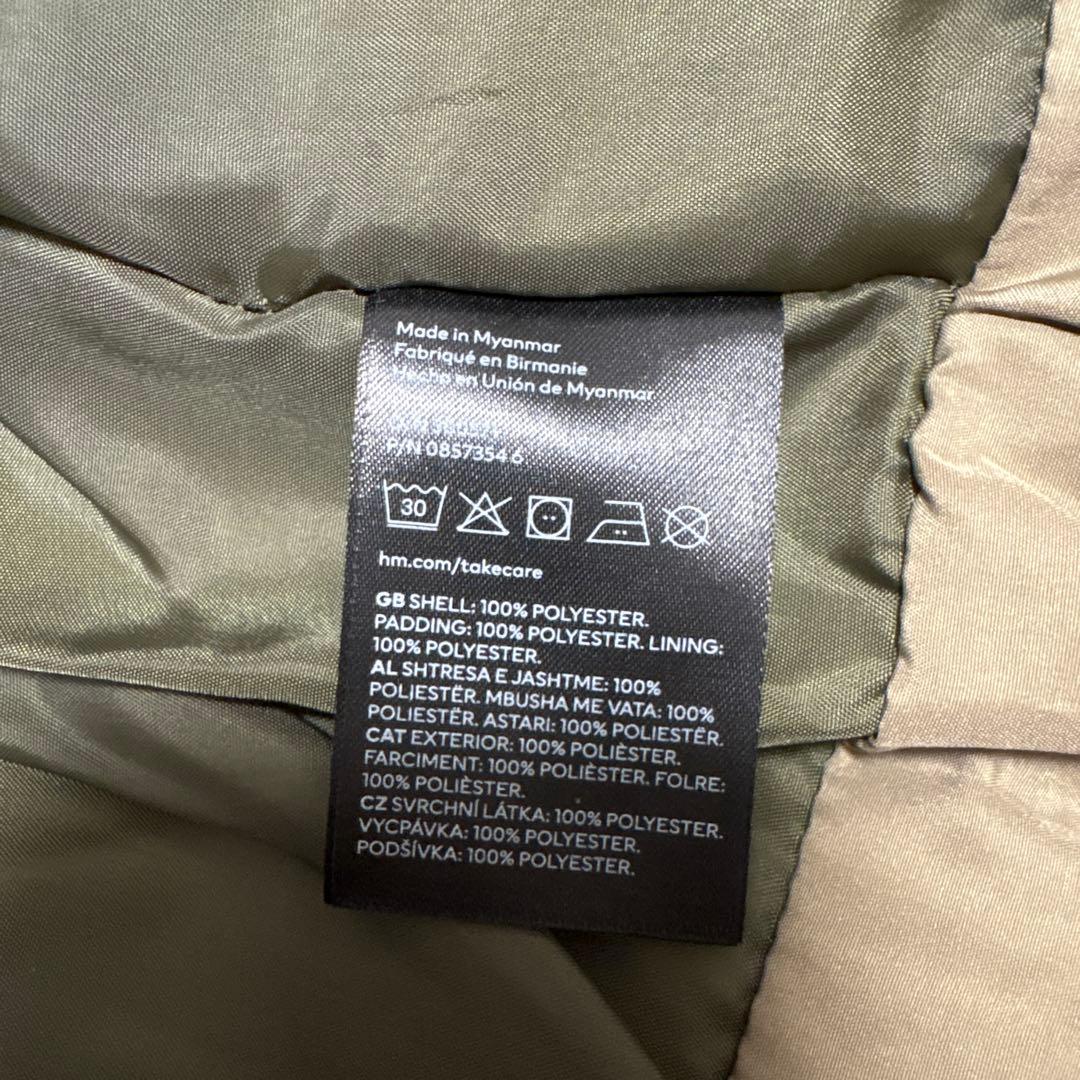 Made in Myanmar
Fabriqué en Birmanie
Hecho en Unión de Myanmar
P/N 0857354 6
30
hm.com/takecare
GB SHELL: 100% POLYESTER.
PADDING: 100% POLYESTER. LINING:
100% POLYESTER.
AL SHTRESA E JASHTME: 100%
POLIESTËR. MBUSHA ME VATA: 100%
POLIESTËR. ASTARI: 100% POLIESTËR.
CAT EXTERIOR: 100% POLIÈSTER.
FARCIMENT: 100% POLIÈSTER. FOLRE:
100% POLIÈSTER.
CZ SVRCHNÍ LÁTKA: 100% POLYESTER.
VYCPÁVKA: 100% POLYESTER.
PODŠÍVKA: 100% POLYESTER.